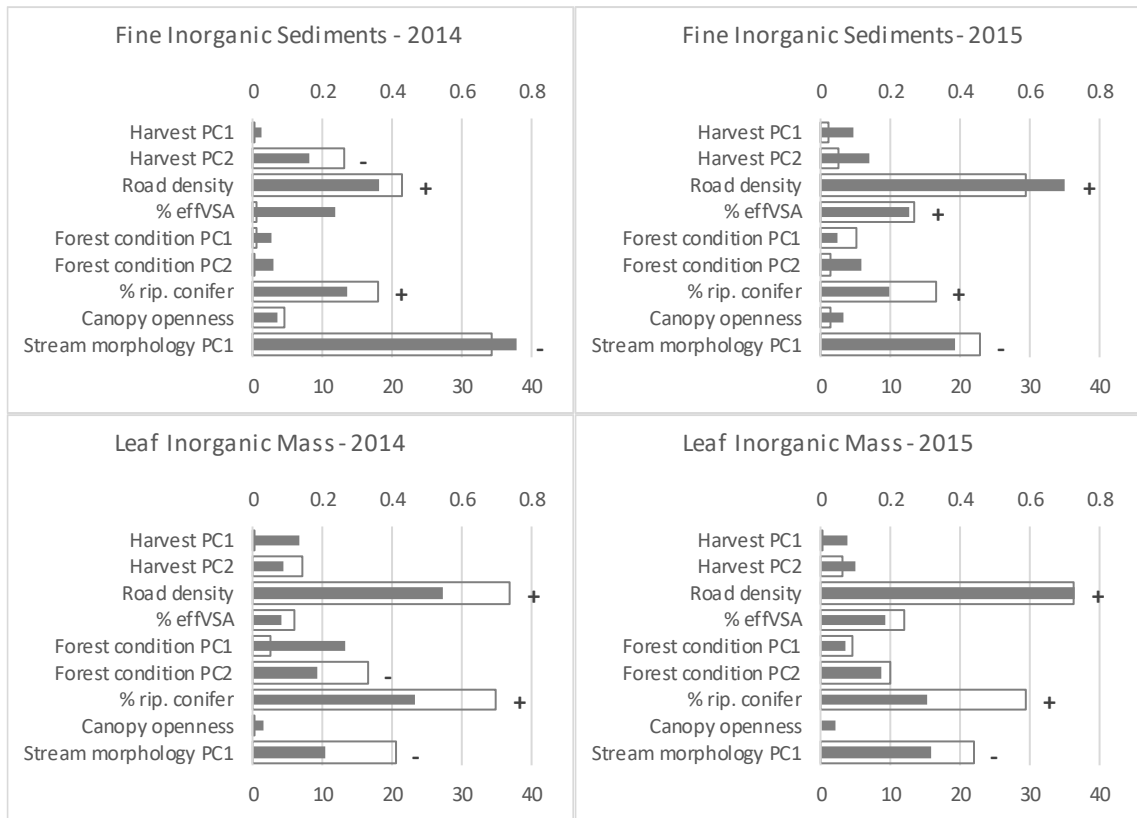 Fine Inorganic Sediments - 2014
0 0.2 0.4 0.6 0.8
Harvest PC1
Harvest PC2 -
Road density +
% effVSA
Forest condition PC1
Forest condition PC2
% rip. conifer +
Canopy openness
Stream morphology PC1 -
0 10 20 30 40
Fine Inorganic Sediments- 2015
0 0.2 0.4 0.6 0.8
Harvest PC1
Harvest PC2
Road density +
% effVSA +
Forest condition PC1
Forest condition PC2
% rip. conifer +
Canopy openness
Stream morphology PC1 -
0 10 20 30 40
Leaf Inorganic Mass - 2014
0 0.2 0.4 0.6 0.8
Harvest PC1
Harvest PC2
Road density +
% effVSA
Forest condition PC1
Forest condition PC2 -
% rip. conifer +
Canopy openness
Stream morphology PC1 -
0 10 20 30 40
Leaf Inorganic Mass - 2015
0 0.2 0.4 0.6 0.8
Harvest PC1
Harvest PC2
Road density +
% effVSA
Forest condition PC1
Forest condition PC2
% rip. conifer +
Canopy openness
Stream morphology PC1 -
0 10 20 30 40